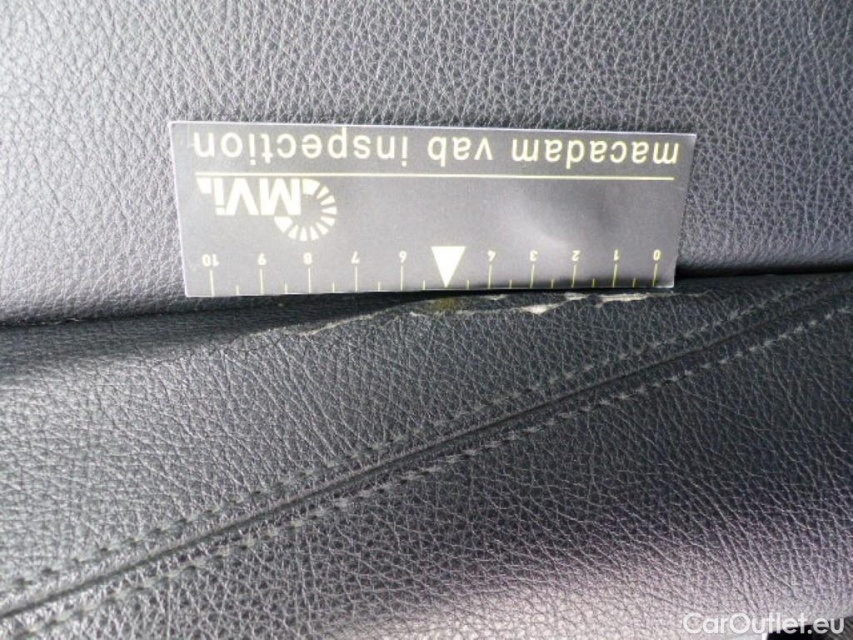 macadam vab inspection
MVi
0 1 2 3 4 6 7 8 9 10
CarOutlet.eu